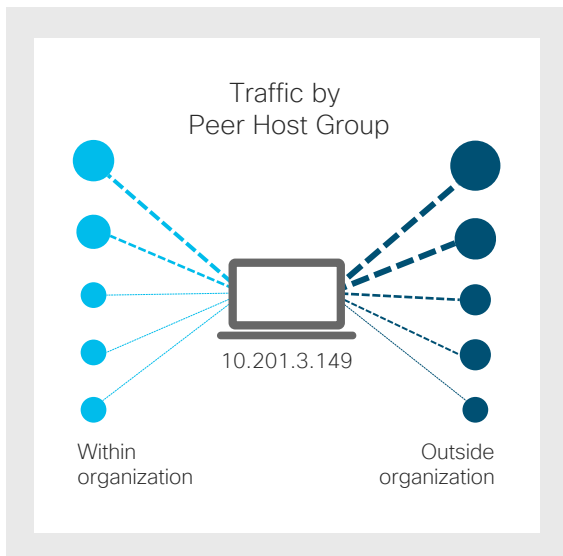 Traffic by
Peer Host Group
10.201.3.149
Within
organization
Outside
organization